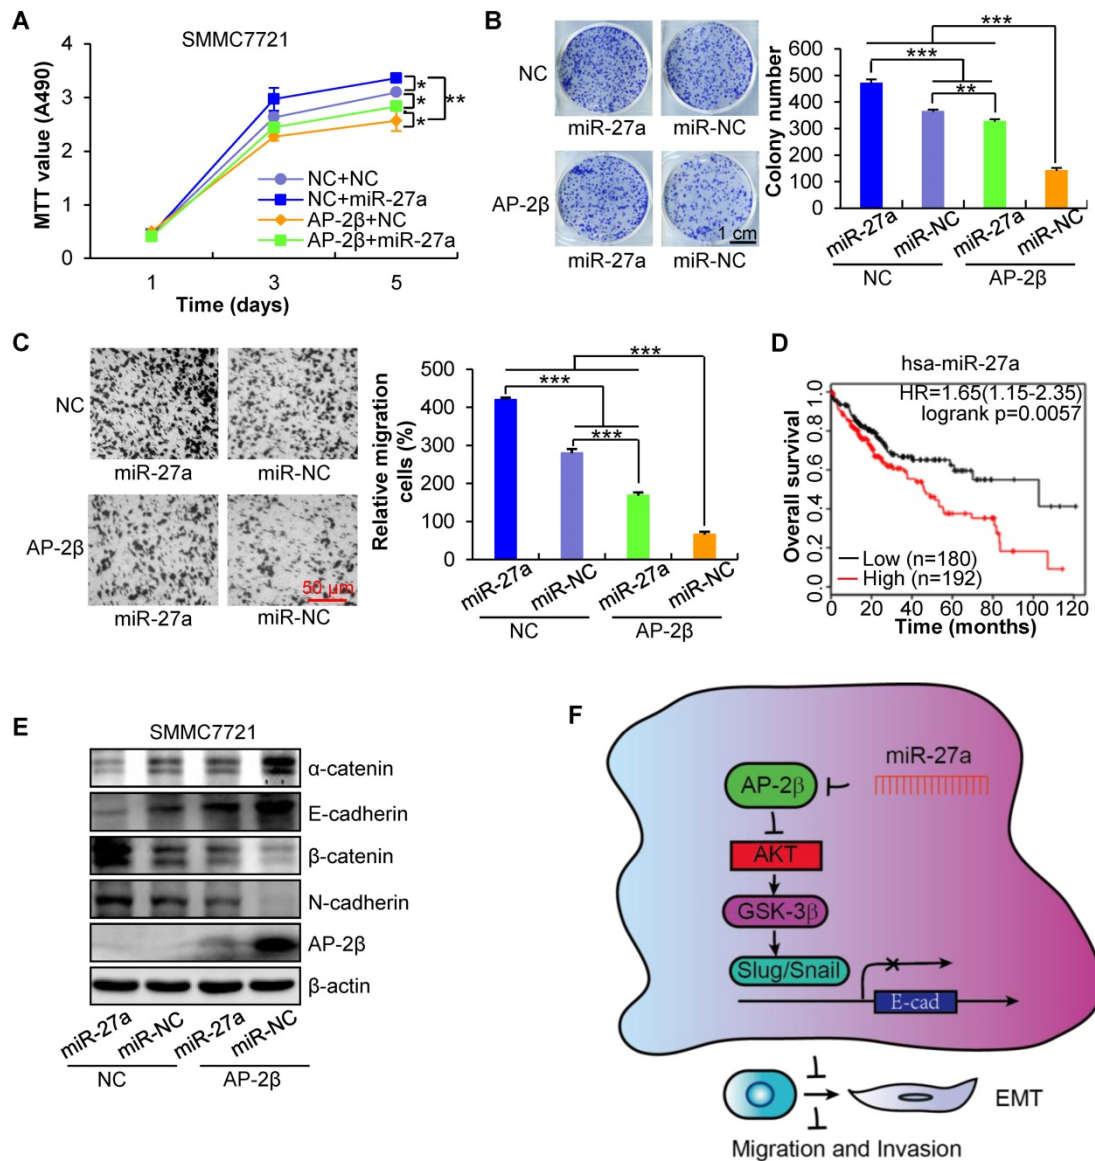 A
SMMC7721
MTT value (A490)
4
3
2
1
0
*
*
*
**
NC+NC
NC+miR-27a
AP-2β+NC
AP-2β+miR-27a
1 3 5
Time (days)
B
NC
miR-27a miR-NC
AP-2β
1 cm
miR-27a miR-NC
Colony number
600
500
400
300
200
100
0
***
***
**
miR-27a miR-NC miR-27a miR-NC
NC AP-2β
C
NC
miR-27a miR-NC
AP-2β
50 μm
miR-27a miR-NC
Relative migration
cells (%)
500
400
300
200
100
0
***
***
***
miR-27a miR-NC miR-27a miR-NC
NC AP-2β
D
hsa-miR-27a
HR=1.65(1.15-2.35)
logrank p=0.0057
Overall survival
1.0
0.8
0.6
0.4
0.2
0.0
Low (n=180)
High (n=192)
0 20 40 60 80 100 120
Time (months)
E
SMMC7721
α-catenin
E-cadherin
β-catenin
N-cadherin
AP-2β
β-actin
miR-27a miR-NC miR-27a miR-NC
NC AP-2β
F
miR-27a
AP-2β
AKT
GSK-3β
Slug/Snail
E-cad
EMT
Migration and Invasion